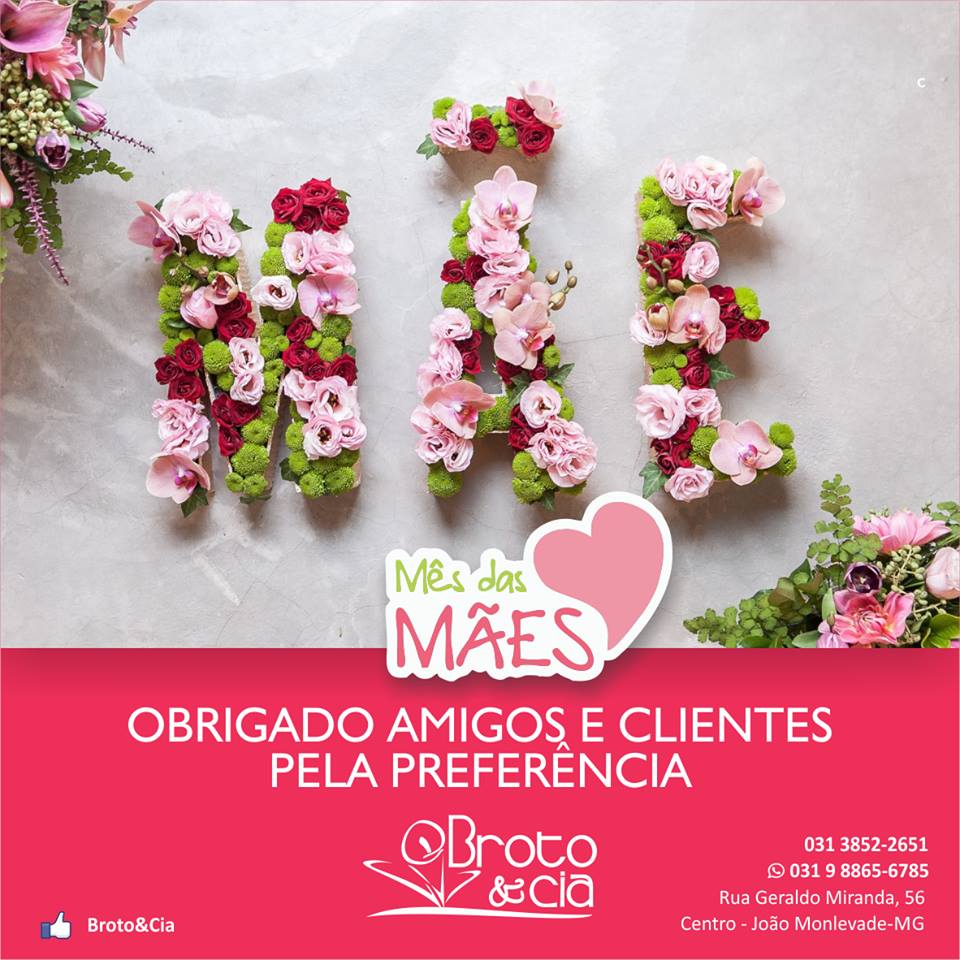 C
MÃE
Mês das
MÃES
OBRIGADO AMIGOS E CLIENTES
PELA PREFERÊNCIA
Broto
&cia
031 3852-2651
031 9 8865-6785
Rua Geraldo Miranda, 56
Centro - João Monlevade-MG
Broto&Cia